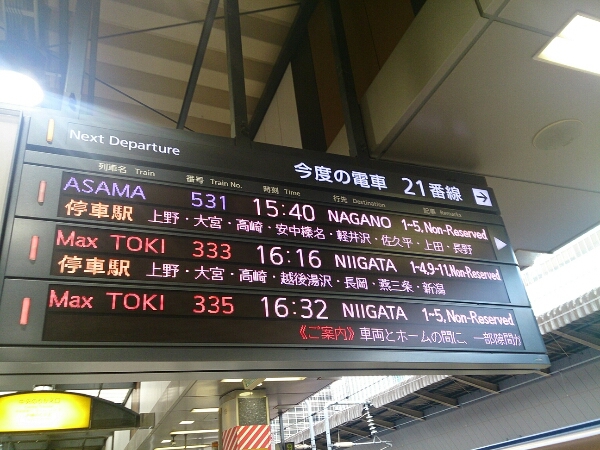 Next Departure 今度の電車 21番線
列車名 Train 番号 Train No. 時刻 Time 行先 Destination 記事 Remarks
ASAMA 531 15:40 NAGANO 1-5, Non-Reserved
停車駅 上野・大宮・高崎・安中榛名・軽井沢・佐久平・上田・長野
Max TOKI 333 16:16 NIIGATA 1-4,9-11, Non-Reserved
停車駅 上野・大宮・高崎・越後湯沢・長岡・燕三条・新潟
Max TOKI 335 16:32 NIIGATA 1-5, Non-Reserved
《ご案内》車両とホームの間に、一部隙間が